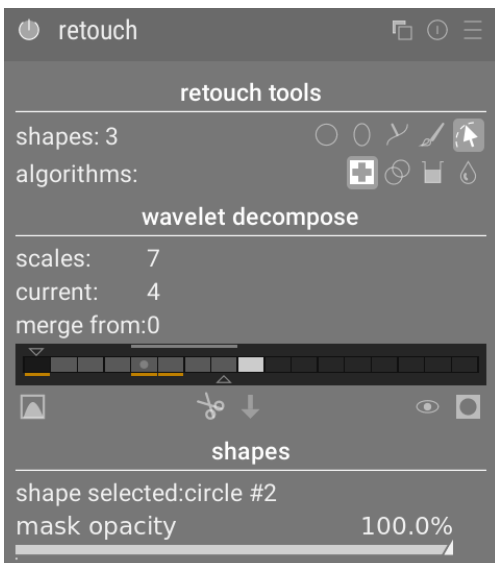 retouch
retouch tools
shapes: 3
algorithms:
wavelet decompose
scales: 7
current: 4
merge from:0
shapes
shape selected:circle #2
mask opacity 100.0%